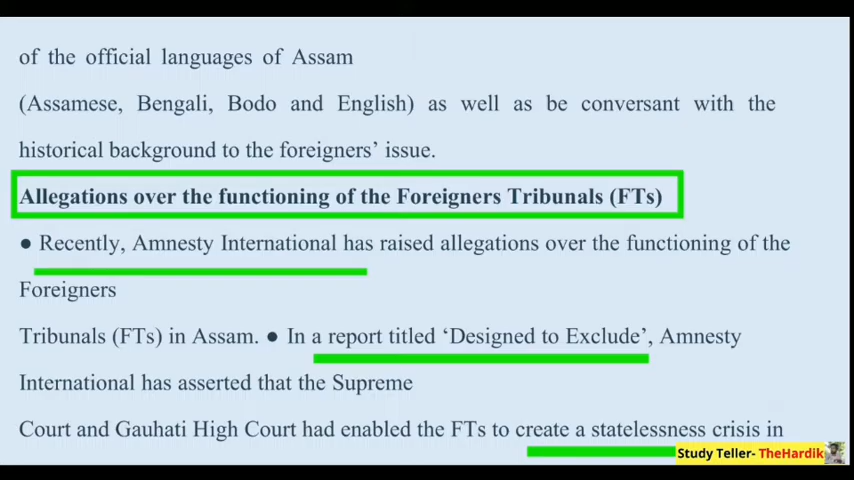 of the official languages of Assam
(Assamese, Bengali, Bodo and English) as well as be conversant with the
historical background to the foreigners’ issue.
Allegations over the functioning of the Foreigners Tribunals (FTs)
● Recently, Amnesty International has raised allegations over the functioning of the
Foreigners
Tribunals (FTs) in Assam. ● In a report titled ‘Designed to Exclude’, Amnesty
International has asserted that the Supreme
Court and Gauhati High Court had enabled the FTs to create a statelessness crisis in
Study Teller- TheHardik